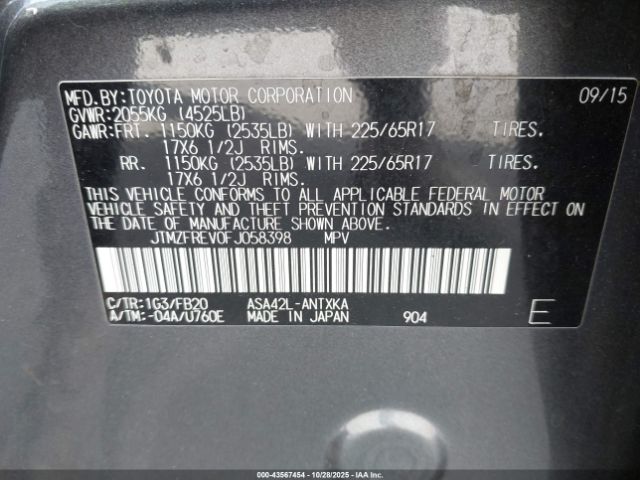 MFD.BY:TOYOTA MOTOR CORPORATION 09/15
GVWR:2055KG (4525LB)
GAWR:FRT. 1150KG (2535LB) WITH 225/65R17 TIRES.
17X6 1/2J RIMS.
RR. 1150KG (2535LB) WITH 225/65R17 TIRES.
17X6 1/2J RIMS.
THIS VEHICLE CONFORMS TO ALL APPLICABLE FEDERAL MOTOR
VEHICLE SAFETY AND THEFT PREVENTION STANDARDS IN EFFECT ON
THE DATE OF MANUFACTURE SHOWN ABOVE.
JTMZFREV0FJ058398 MPV
C/TR:1G3/FB20 ASA42L-ANTXKA
A/TM:-04A/U760E MADE IN JAPAN 904 E
000-43567454 | 10/28/2025 | IAA Inc.